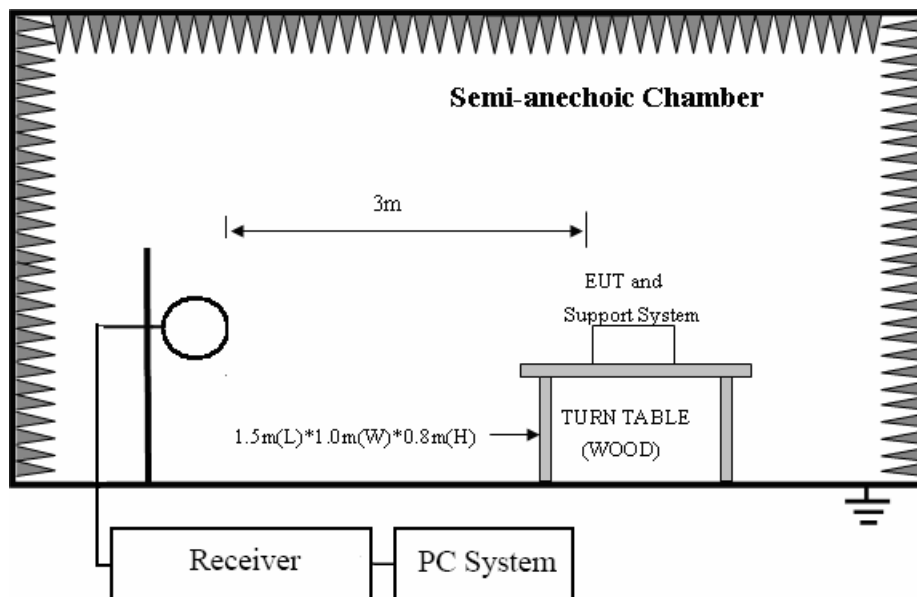 Semi-anechoic Chamber
3m
EUT and
Support System
1.5m(L)*1.0m(W)*0.8m(H)
TURN TABLE
(WOOD)
Receiver
PC System